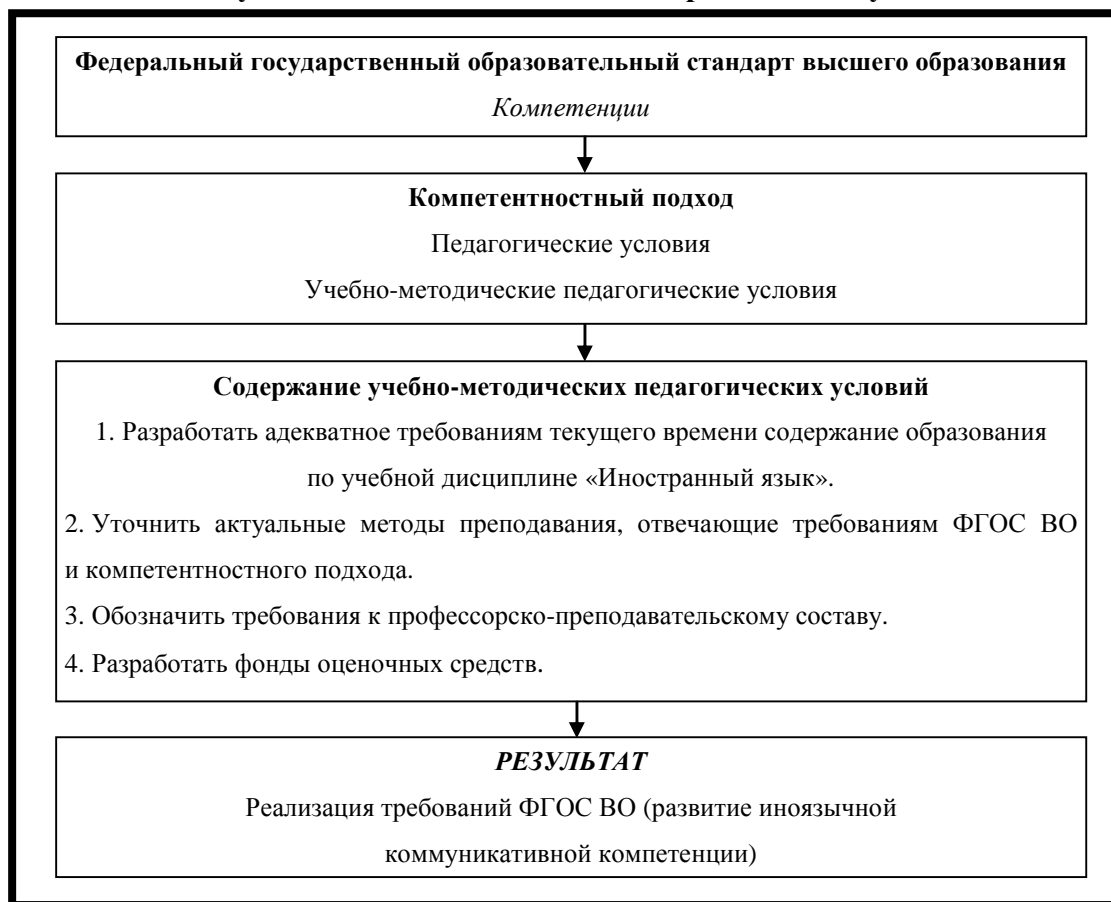 Федеральный государственный образовательный стандарт высшего образования
Компетенции
Компетентностный подход
Педагогические условия
Учебно-методические педагогические условия
Содержание учебно-методических педагогических условий
1. Разработать адекватное требованиям текущего времени содержание образования
по учебной дисциплине «Иностранный язык».
2. Уточнить актуальные методы преподавания, отвечающие требованиям ФГОС ВО
и компетентностного подхода.
3. Обозначить требования к профессорско-преподавательскому составу.
4. Разработать фонды оценочных средств.
РЕЗУЛЬТАТ
Реализация требований ФГОС ВО (развитие иноязычной
коммуникативной компетенции)